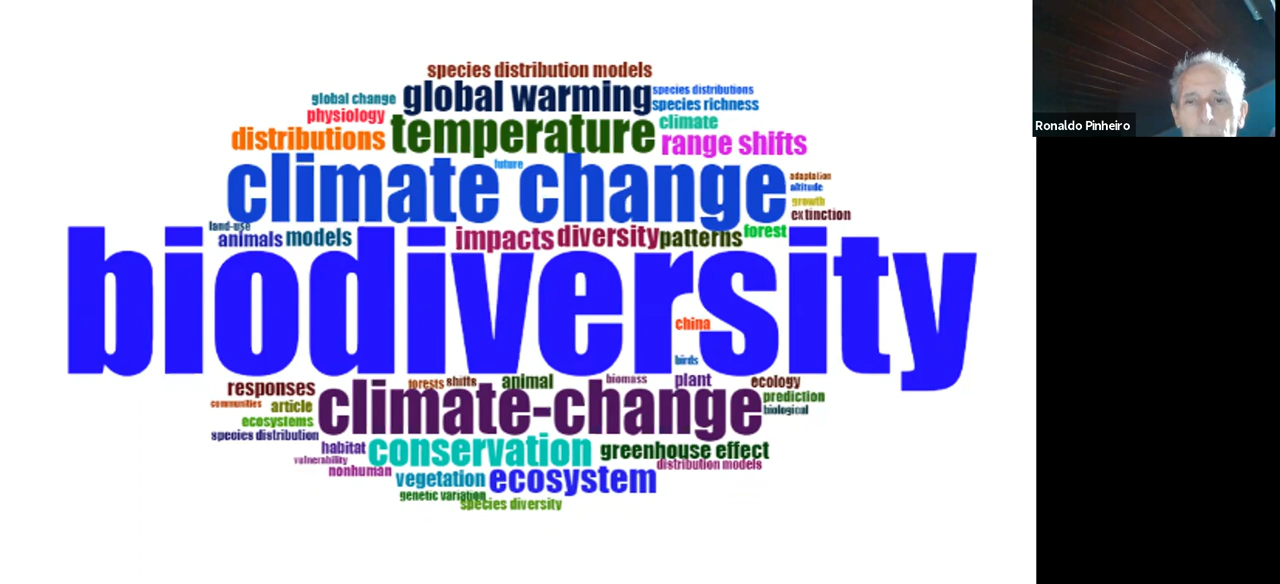 species distribution models
global change
global warming
species distributions
species richness
physiology
distributions
temperature
climate
range shifts
climate change
future
adaptation
altitude
growth
extinction
land-use
animals
models
impacts
diversity
patterns
forest
biodiversity
china
birds
responses
forests
shifts
animal
biomass
plant
ecology
communities
article
climate-change
prediction
biological
ecosystems
species distribution
habitat
conservation
greenhouse effect
vulnerability
nonhuman
distribution models
vegetation
ecosystem
genetic variation
species diversity
Ronaldo Pinheiro